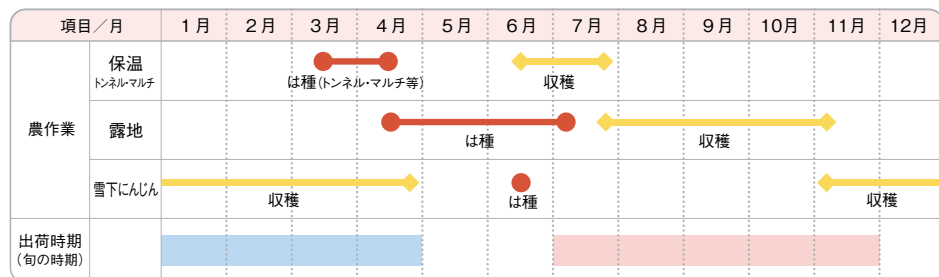 項目／月 1月 2月 3月 4月 5月 6月 7月 8月 9月 10月 11月 12月
農作業
保温
トンネル・マルチ
は種(トンネル・マルチ等)
収穫
露地
は種
収穫
雪下にんじん
収穫
は種
収穫
出荷時期
(旬の時期)